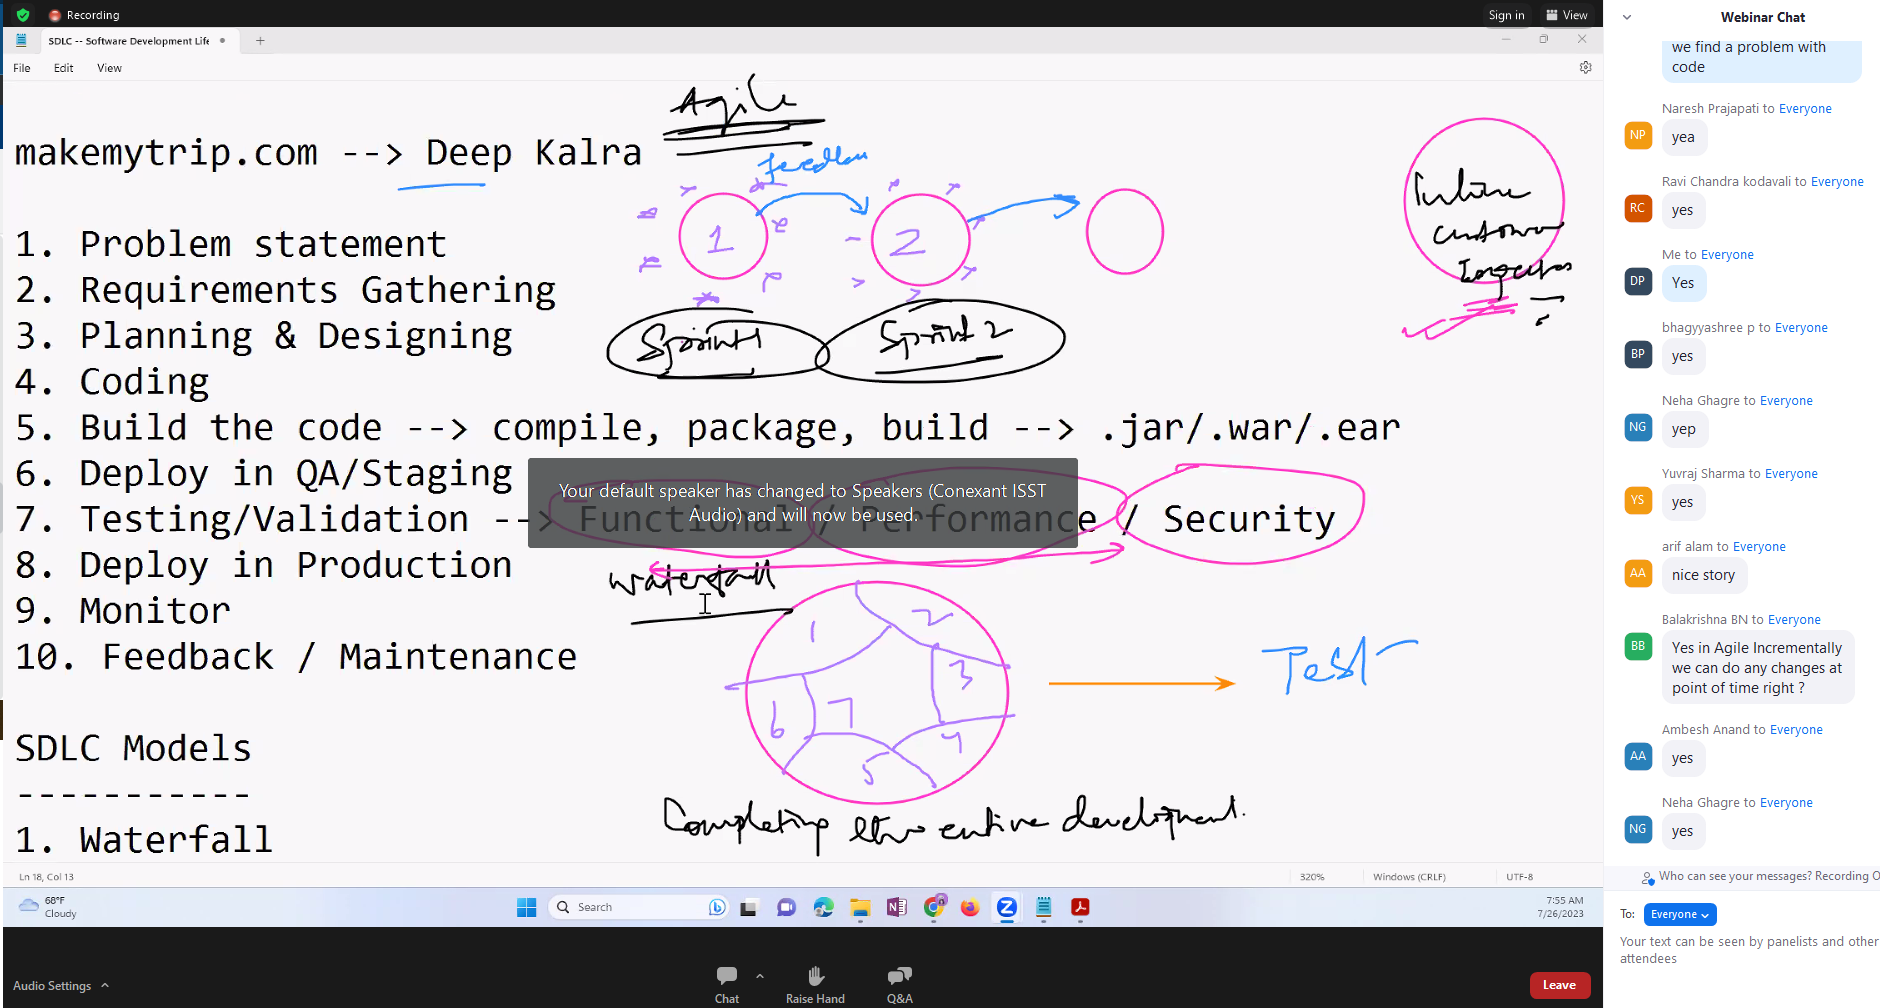 Recording
Sign in
View
SDLC -- Software Development Life
File
Edit
View
Agile
makemytrip.com --> Deep Kalra
1
2
1. Problem statement
2. Requirements Gathering
3. Planning & Designing
4. Coding
5. Build the code --> compile, package, build --> .jar/.war/.ear
6. Deploy in QA/Staging
7. Testing/Validation --> Functional / Performance / Security
8. Deploy in Production
9. Monitor
10. Feedback / Maintenance
Sprint1
Sprint 2
Your default speaker has changed to Speakers (Conexant ISST
Audio) and will now be used.
Waterfall
1
2
3
4
5
6
7
Test
SDLC Models
-----------
1. Waterfall
Ln 18, Col 13
320%
Windows (CRLF)
UTF-8
68°F
Cloudy
Search
7:55 AM
7/26/2023
Audio Settings
Chat
Raise Hand
Q&A
Leave
Webinar Chat
we find a problem with
code
Naresh Prajapati to Everyone
NP
yea
Ravi Chandra kodavali to Everyone
RC
yes
Me to Everyone
DP
Yes
bhagyyashree p to Everyone
BP
yes
Neha Ghagre to Everyone
NG
yep
Yuvraj Sharma to Everyone
YS
yes
arif alam to Everyone
AA
nice story
Balakrishna BN to Everyone
BB
Yes in Agile Incrementally
we can do any changes at
point of time right ?
Ambesh Anand to Everyone
AA
yes
Neha Ghagre to Everyone
NG
yes
Who can see your messages? Recording O
To:
Everyone
Your text can be seen by panelists and other
attendees